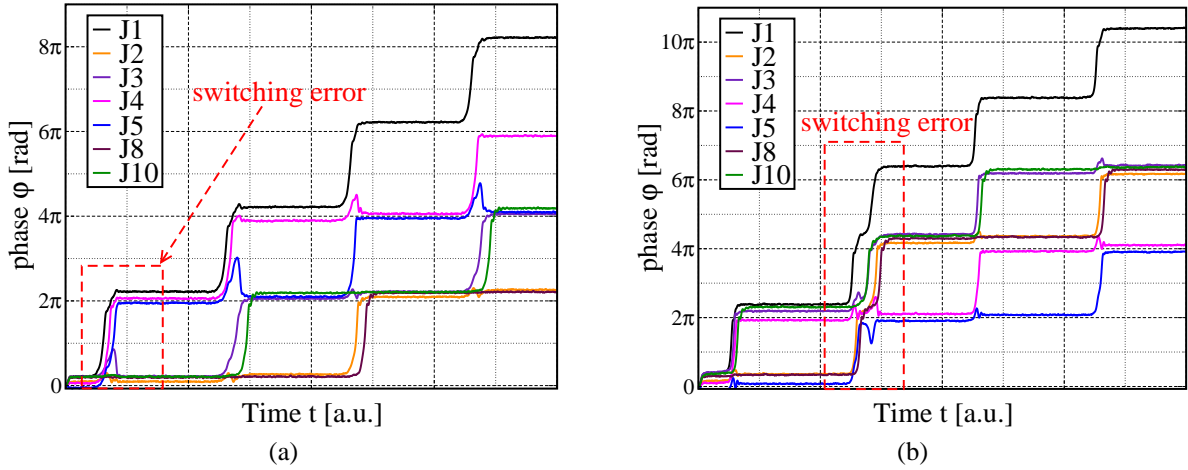 8π
6π
4π
2π
0
phase φ [rad]
J1
J2
J3
J4
J5
J8
J10
switching error
Time t [a.u.]
(a)
10π
8π
6π
4π
2π
0
phase φ [rad]
J1
J2
J3
J4
J5
J8
J10
switching error
Time t [a.u.]
(b)